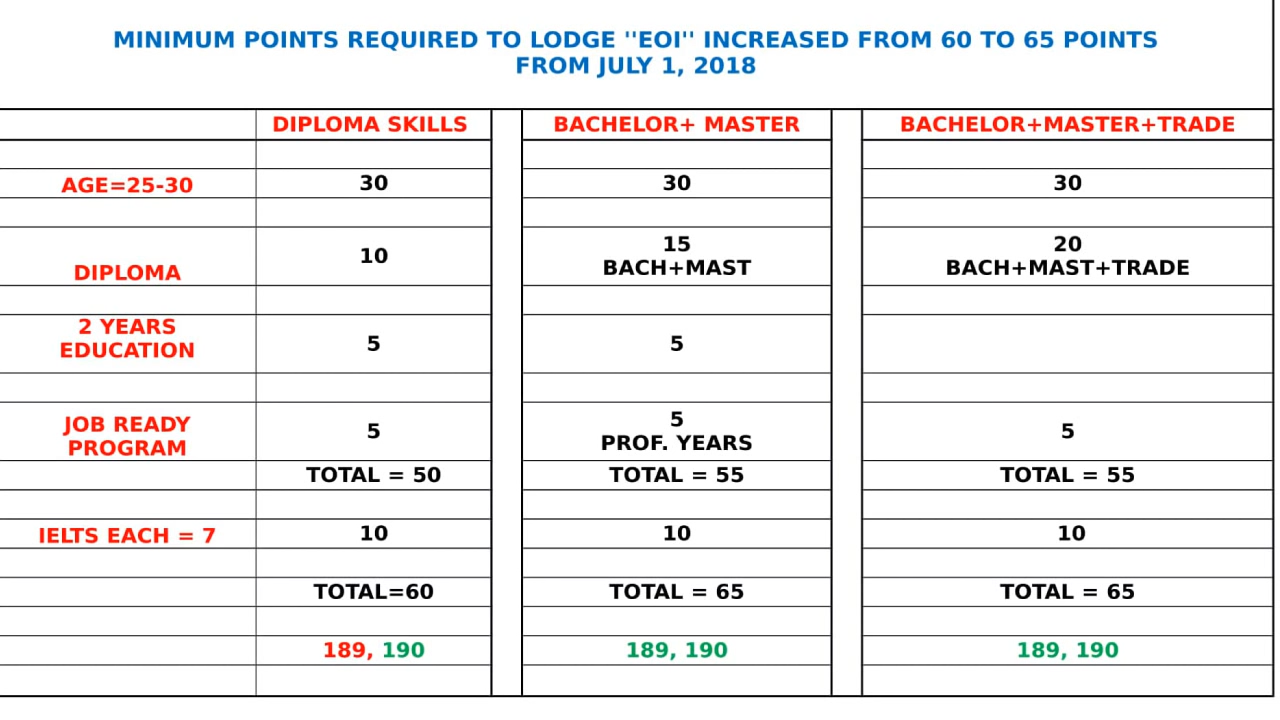 MINIMUM POINTS REQUIRED TO LODGE ''EOI'' INCREASED FROM 60 TO 65 POINTS
FROM JULY 1, 2018
DIPLOMA SKILLS BACHELOR+ MASTER BACHELOR+MASTER+TRADE
AGE=25-30 30 30 30
DIPLOMA 10 15 20
BACH+MAST BACH+MAST+TRADE
2 YEARS
EDUCATION 5 5
JOB READY
PROGRAM 5 5 5
PROF. YEARS
TOTAL = 50 TOTAL = 55 TOTAL = 55
IELTS EACH = 7 10 10 10
TOTAL=60 TOTAL = 65 TOTAL = 65
189, 190 189, 190 189, 190